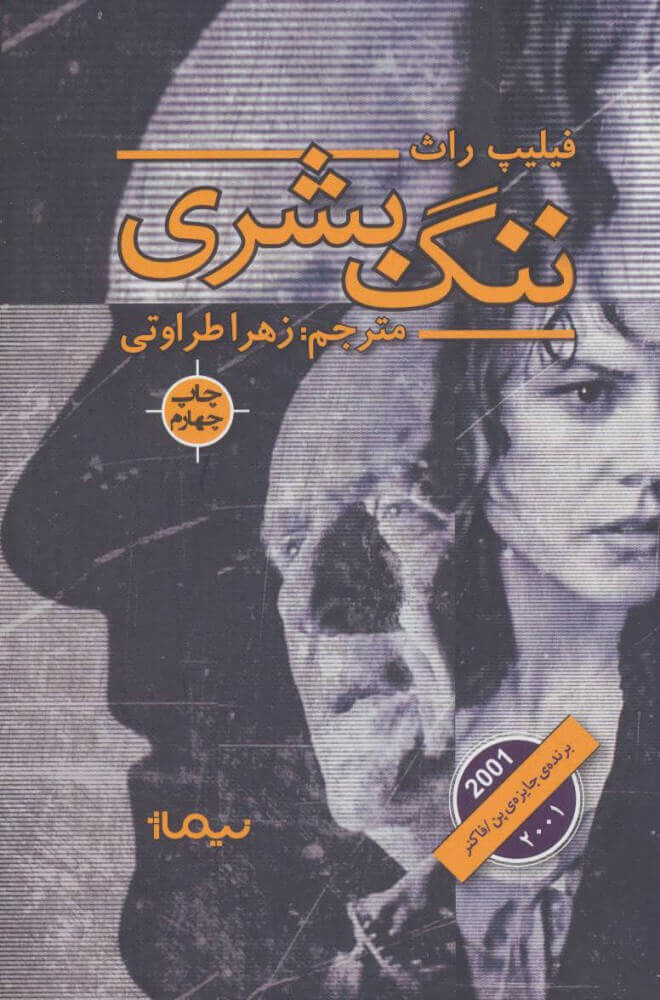 فیلیپ راث
ننگ بشری
مترجم: زهرا طراوتی
چاپ
چهارم
2001
برنده‌ی جایزه‌ی پن/فاکنر
۲۰۰۱
نیماژ